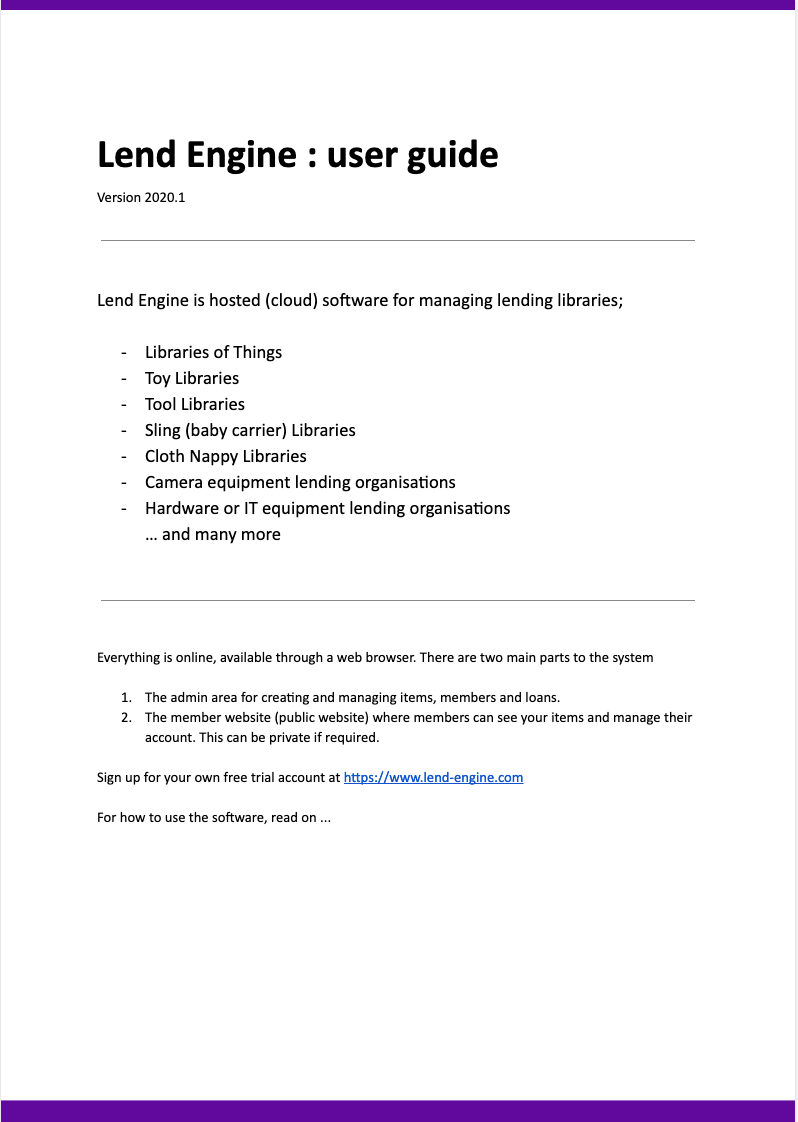 Lend Engine : user guide
Version 2020.1
Lend Engine is hosted (cloud) software for managing lending libraries;
- Libraries of Things
- Toy Libraries
- Tool Libraries
- Sling (baby carrier) Libraries
- Cloth Nappy Libraries
- Camera equipment lending organisations
- Hardware or IT equipment lending organisations
... and many more
Everything is online, available through a web browser. There are two main parts to the system
1. The admin area for creating and managing items, members and loans.
2. The member website (public website) where members can see your items and manage their
account. This can be private if required.
Sign up for your own free trial account at https://www.lend-engine.com
For how to use the software, read on ...